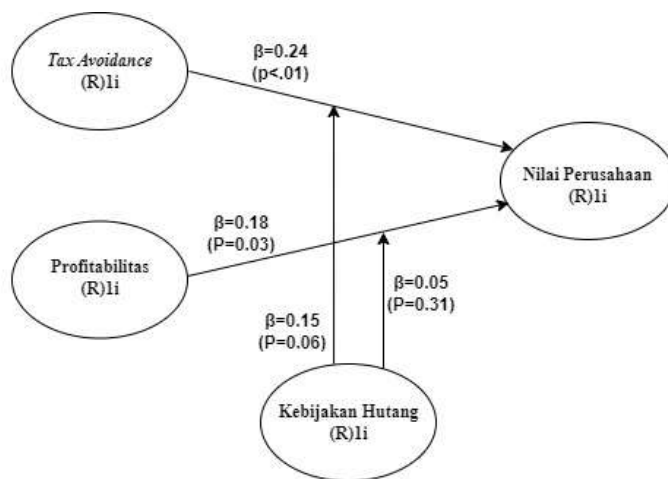 Tax Avoidance
(R)1i
β=0.24
(p<.01)
Nilai Perusahaan
(R)1i
β=0.18
(P=0.03)
Profitabilitas
(R)1i
β=0.05
(P=0.31)
β=0.15
(P=0.06)
Kebijakan Hutang
(R)1i